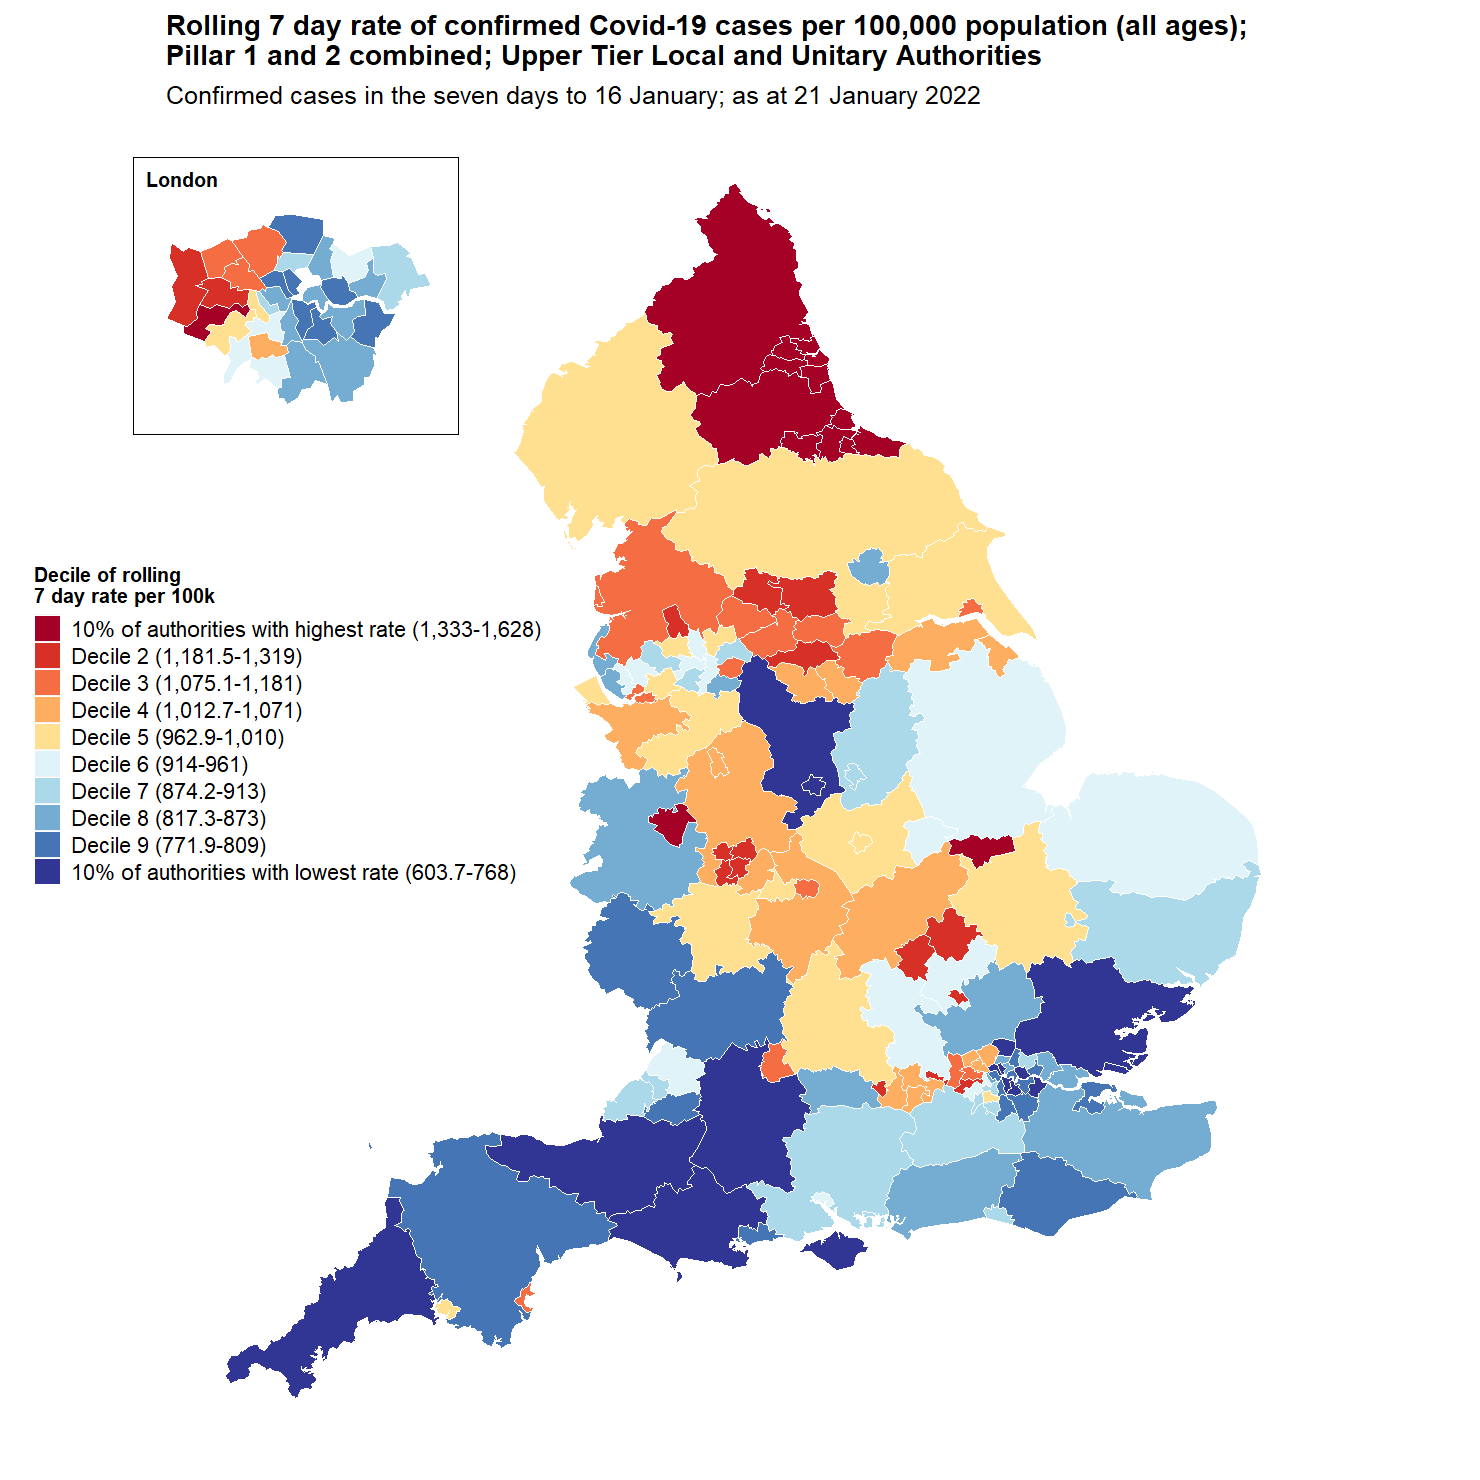 Rolling 7 day rate of confirmed Covid-19 cases per 100,000 population (all ages);
Pillar 1 and 2 combined; Upper Tier Local and Unitary Authorities
Confirmed cases in the seven days to 16 January; as at 21 January 2022
London
Decile of rolling
7 day rate per 100k
10% of authorities with highest rate (1,333-1,628)
Decile 2 (1,181.5-1,319)
Decile 3 (1,075.1-1,181)
Decile 4 (1,012.7-1,071)
Decile 5 (962.9-1,010)
Decile 6 (914-961)
Decile 7 (874.2-913)
Decile 8 (817.3-873)
Decile 9 (771.9-809)
10% of authorities with lowest rate (603.7-768)